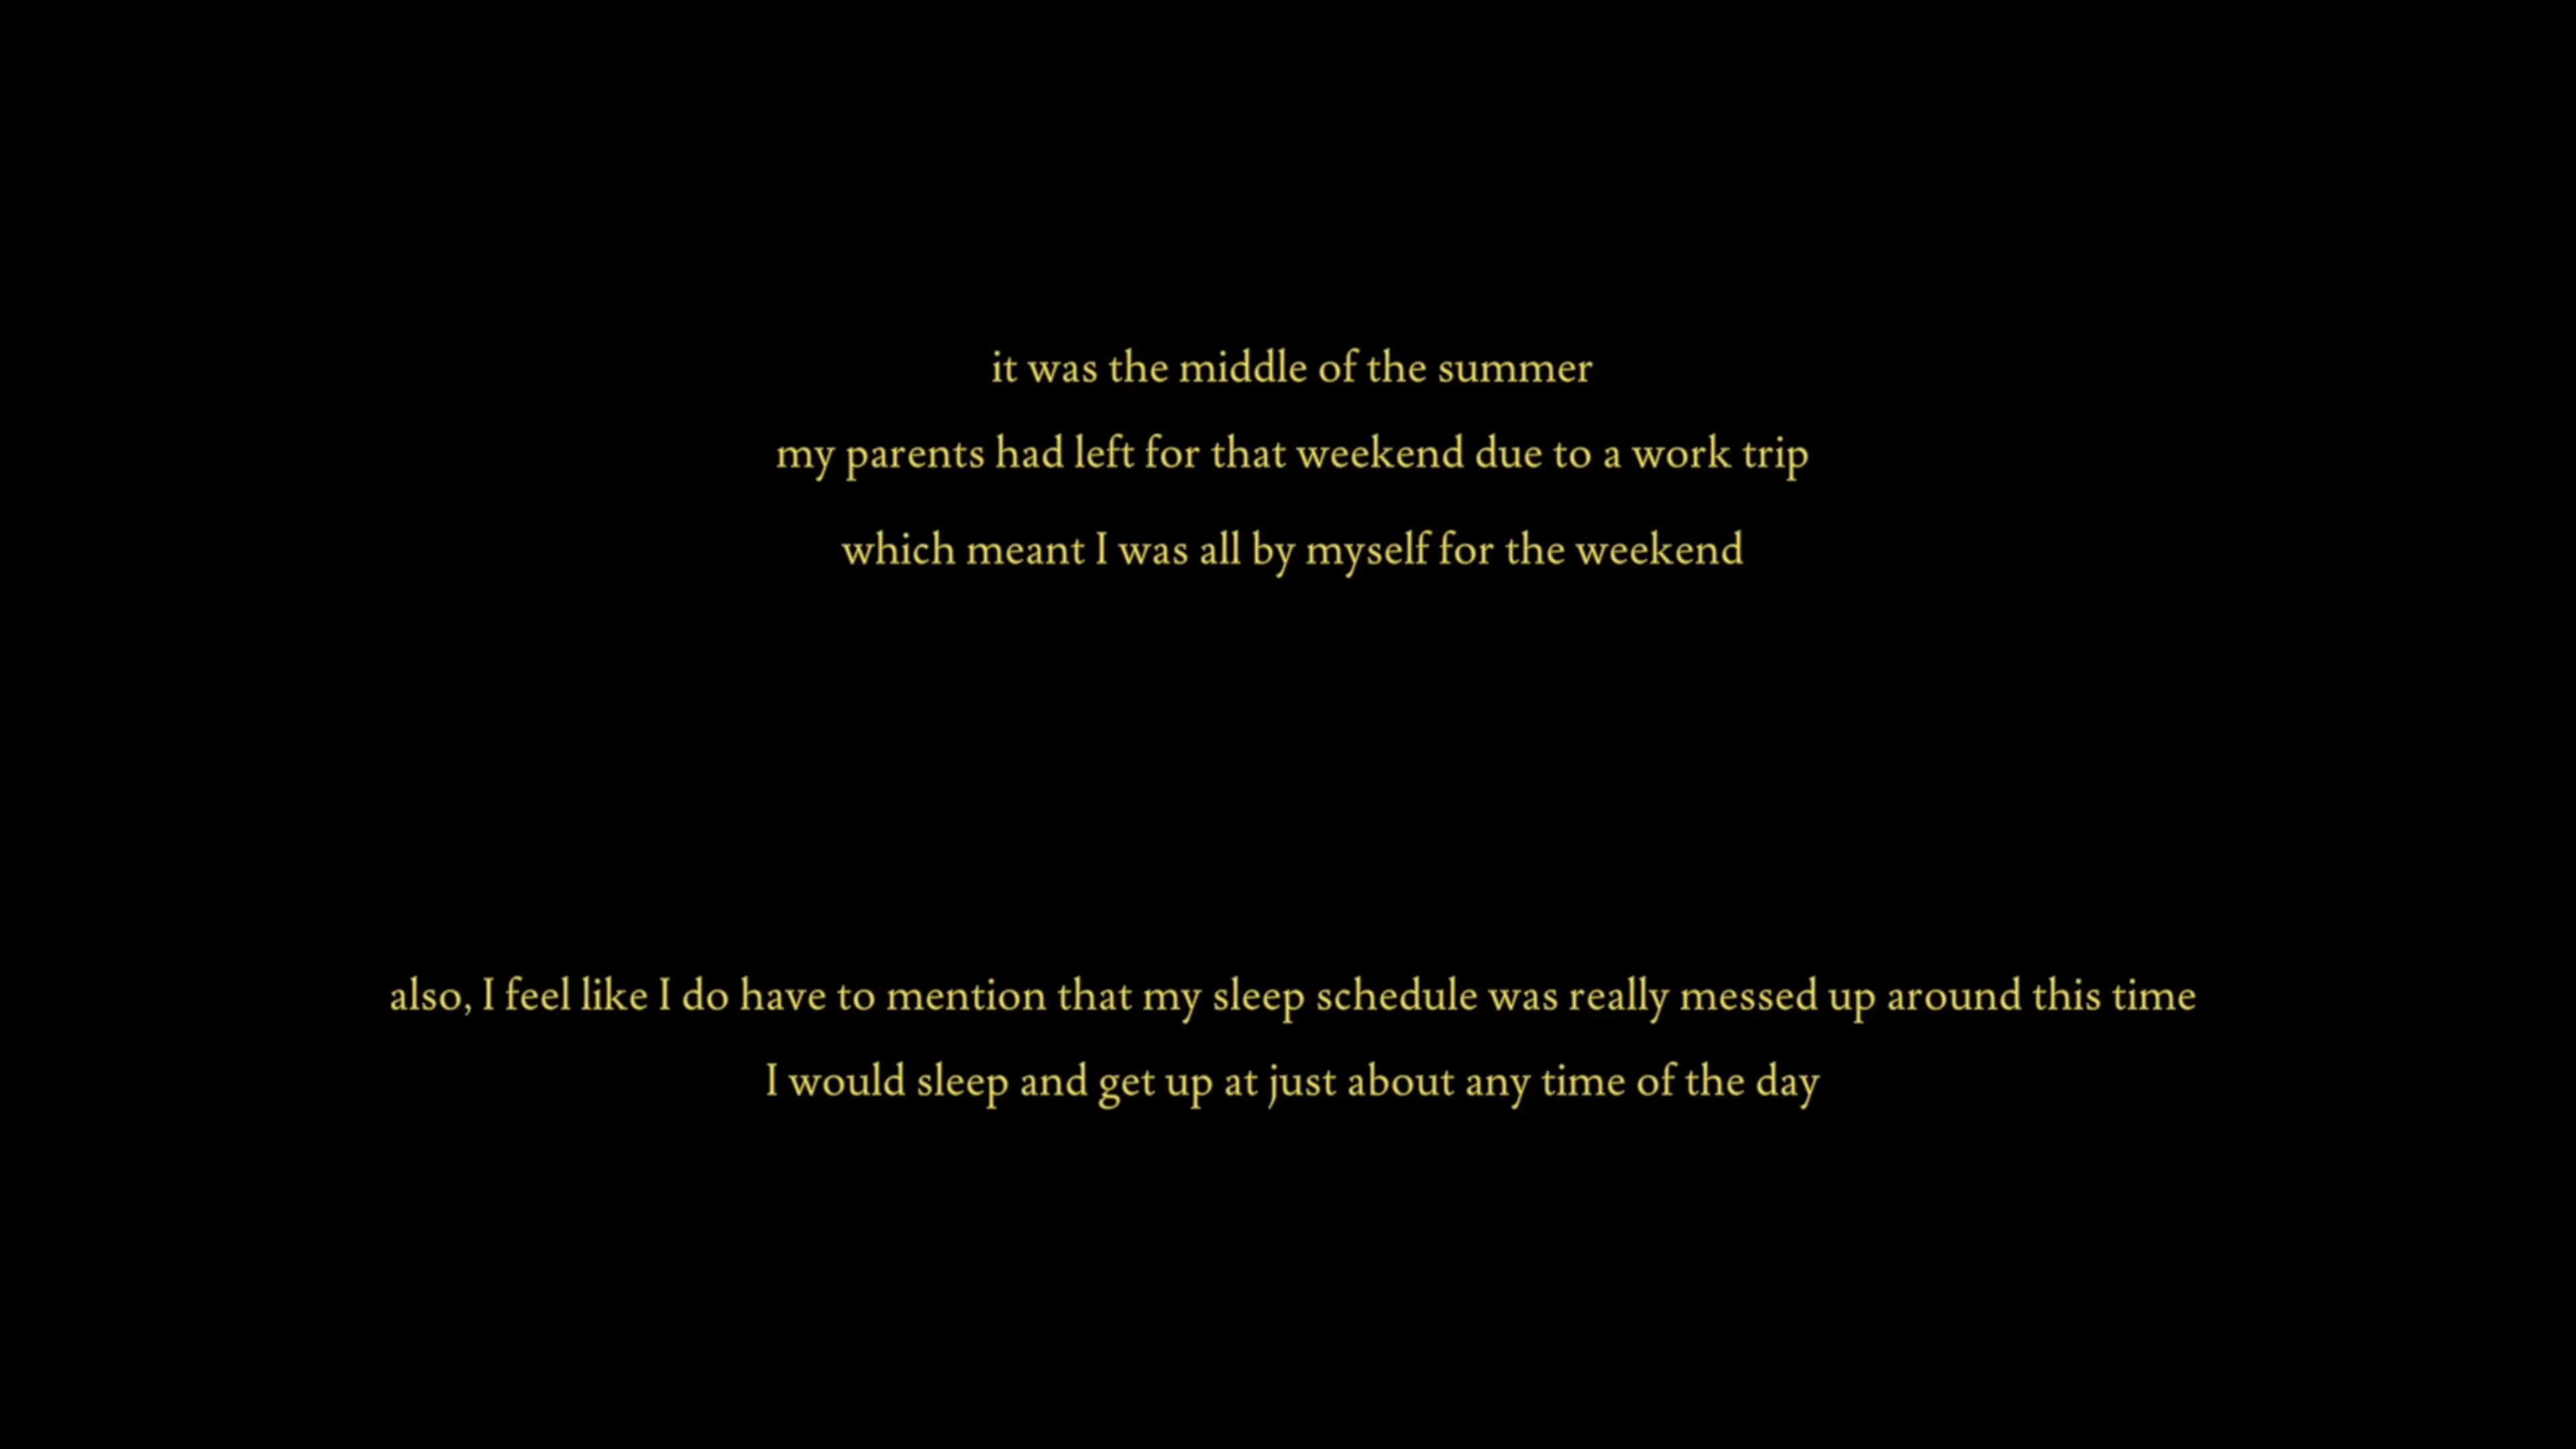 it was the middle of the summer
my parents had left for that weekend due to a work trip
which meant I was all by myself for the weekend
also, I feel like I do have to mention that my sleep schedule was really messed up around this time
I would sleep and get up at just about any time of the day